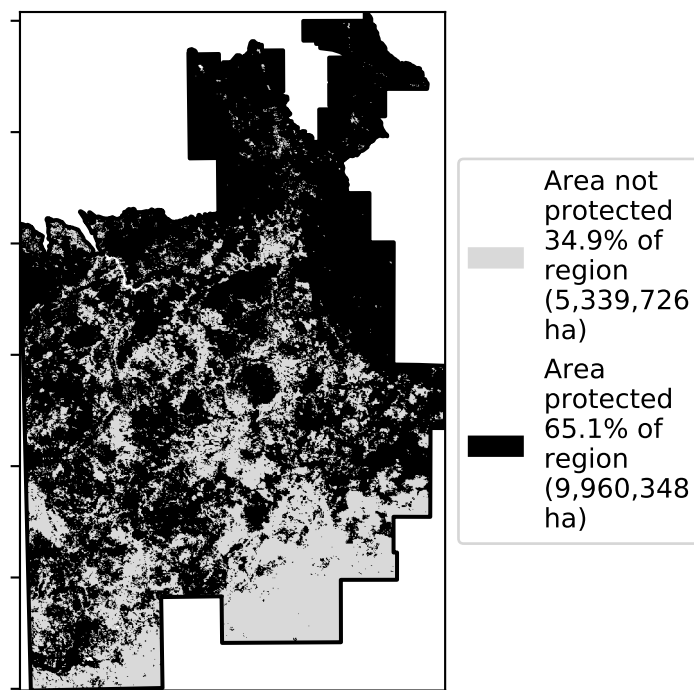 Area not
protected
34.9% of
region
(5,339,726
ha)
Area
protected
65.1% of
region
(9,960,348
ha)